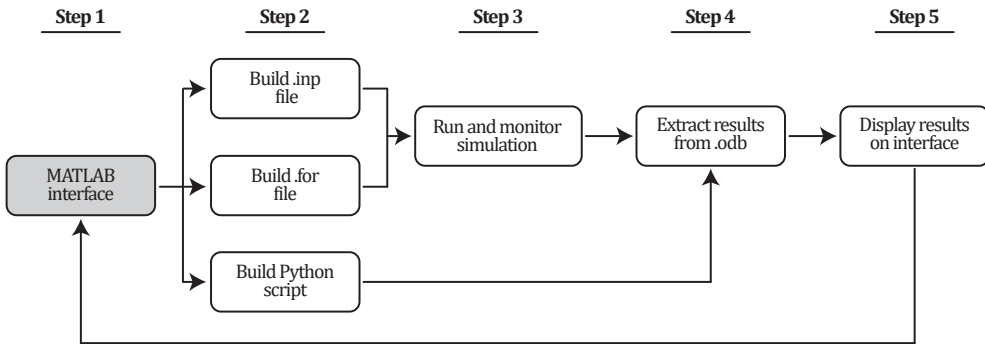 Step 1
Step 2
Step 3
Step 4
Step 5
MATLAB
interface
Build .inp
file
Build .for
file
Build Python
script
Run and monitor
simulation
Extract results
from .odb
Display results
on interface